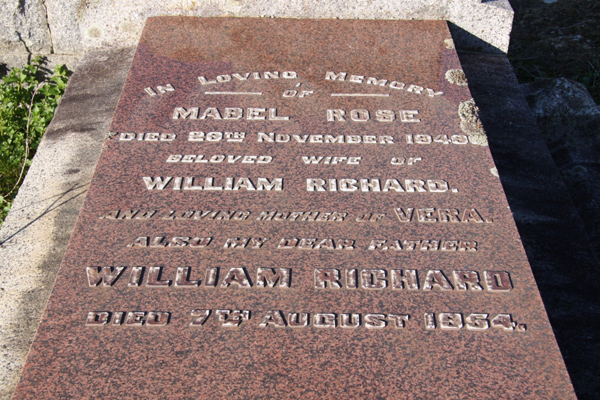 IN LOVING MEMORY
OF
MABEL ROSE
DIED 26TH NOVEMBER 1949
BELOVED WIFE OF
WILLIAM RICHARD.
AND LOVING MOTHER OF VERA.
ALSO MY DEAR FATHER
WILLIAM RICHARD
DIED 7TH AUGUST 1954.